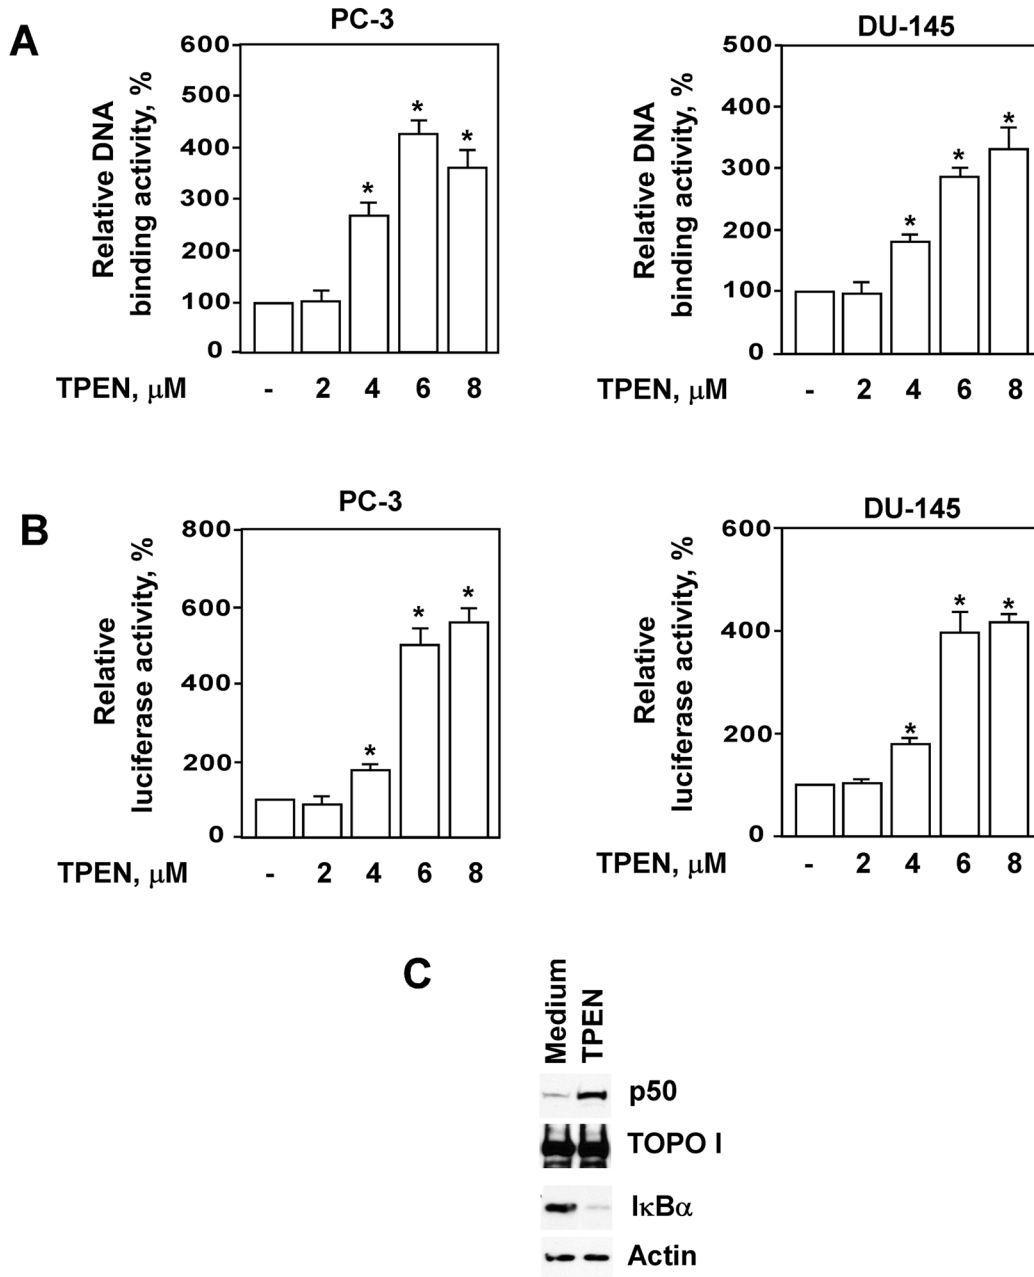 A
PC-3
Relative DNA
binding activity, %
600
500
400
300
200
100
0
*
*
*
TPEN, μM - 2 4 6 8
DU-145
Relative DNA
binding activity, %
500
400
300
200
100
0
*
*
*
TPEN, μM - 2 4 6 8
B
PC-3
Relative
luciferase activity, %
800
600
400
200
0
*
*
*
TPEN, μM - 2 4 6 8
DU-145
Relative
luciferase activity, %
600
400
200
0
*
*
*
TPEN, μM - 2 4 6 8
C
Medium
TPEN
p50
TOPO I
IκBα
Actin